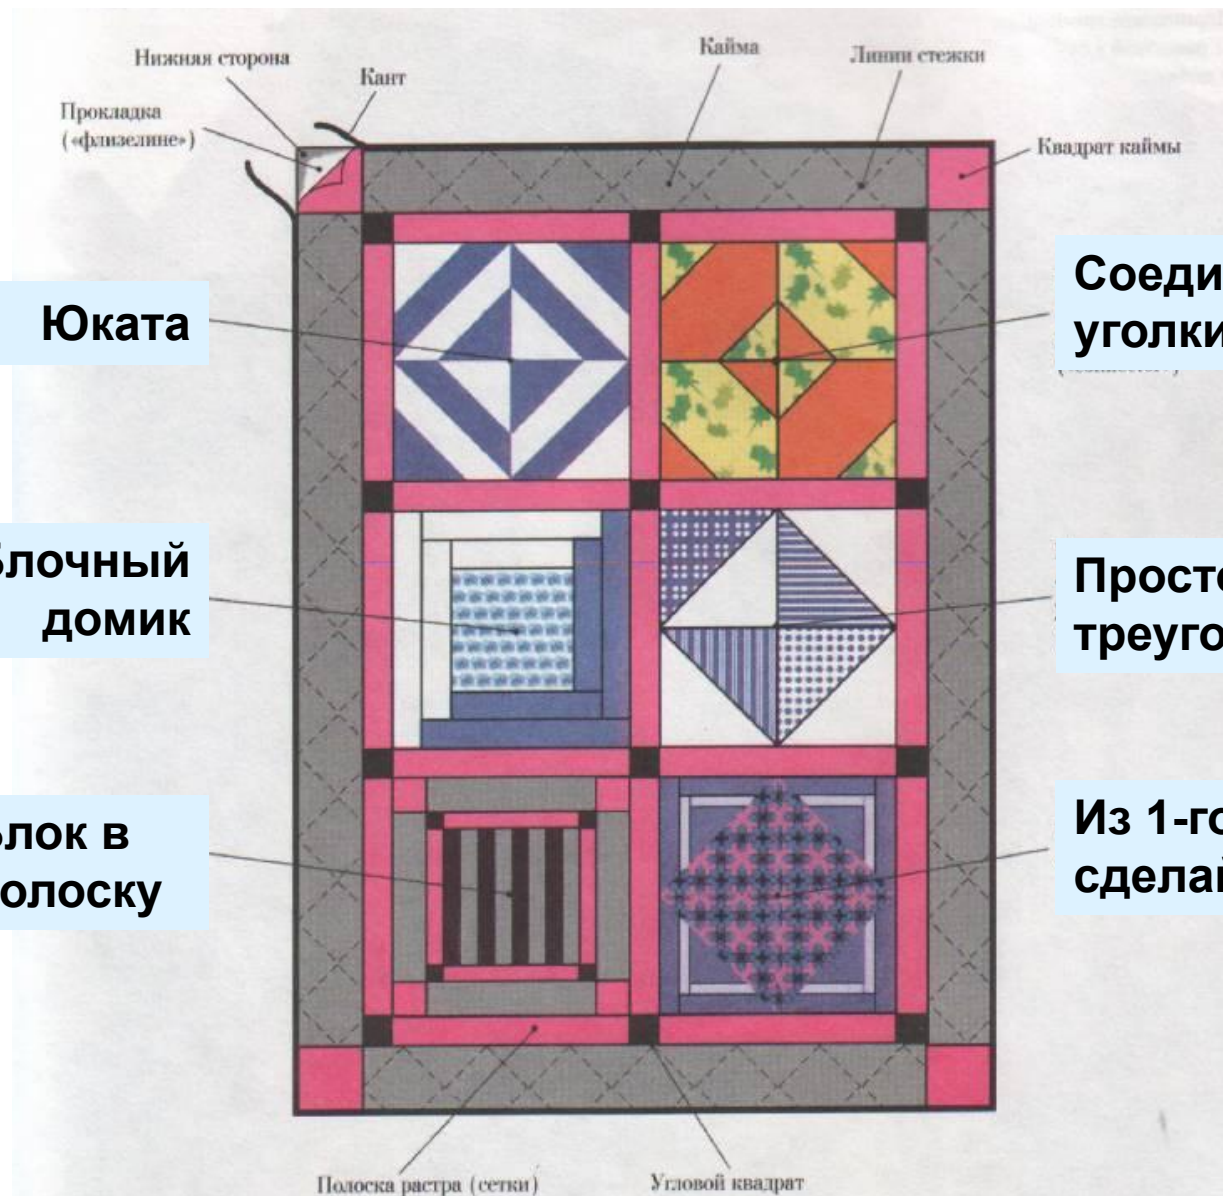 Нижняя сторона
Кант
Кайма
Линии стежки
Прокладка
(«флизелине»)
Квадрат каймы
Юката
Соеди
уголки
лочный
домик
Просто
треуго
лок в
олоску
Из 1-го
сделай
Полоска растра (сетки)
Угловой квадрат